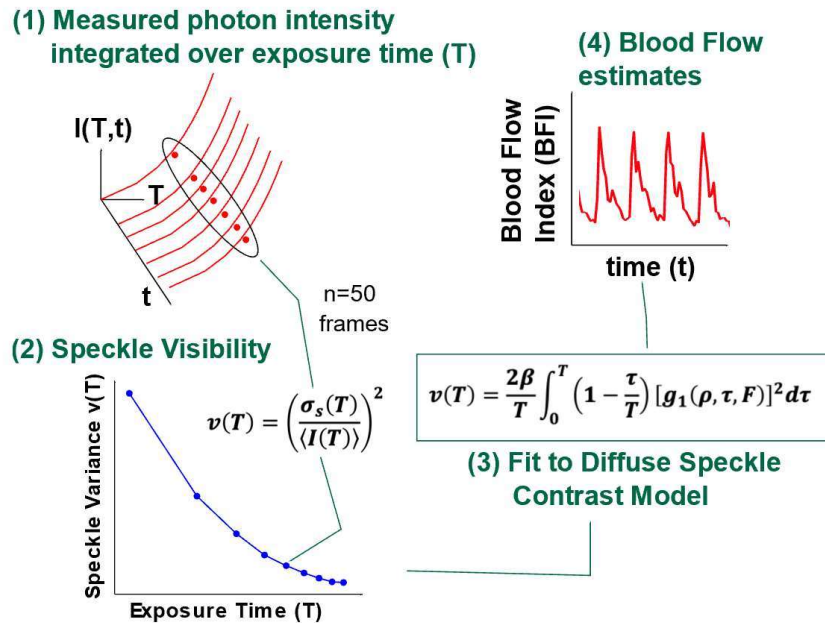 (1) Measured photon intensity
integrated over exposure time (T)
I(T,t)
T
t
n=50
frames
(2) Speckle Visibility
Speckle Variance v(T)
v(T) = (σₛ(T) / ⟨I(T)⟩)²
Exposure Time (T)
(4) Blood Flow
estimates
Blood Flow
Index (BFI)
time (t)
v(T) = 2β/T ∫₀ᵀ (1 − τ/T) [g₁(ρ, τ, F)]² dτ
(3) Fit to Diffuse Speckle
Contrast Model